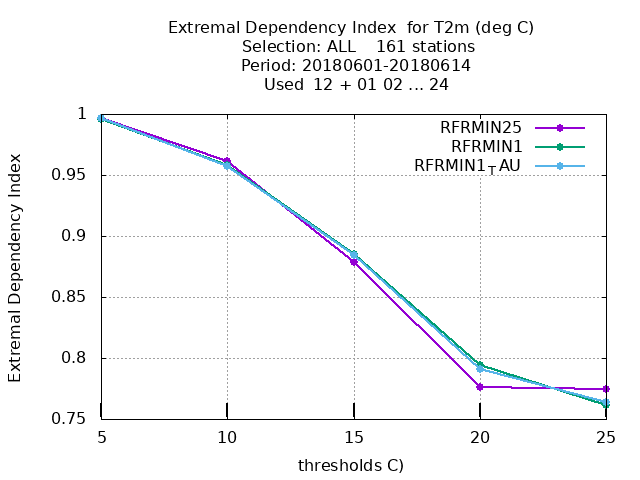 Extremal Dependency Index  for T2m (deg C)
Selection: ALL    161 stations
Period: 20180601-20180614
Used  12 + 01 02 ... 24
RFRMIN25
RFRMIN1
RFRMIN1TAU
Extremal Dependency Index
1
0.95
0.9
0.85
0.8
0.75
5 10 15 20 25
thresholds C)